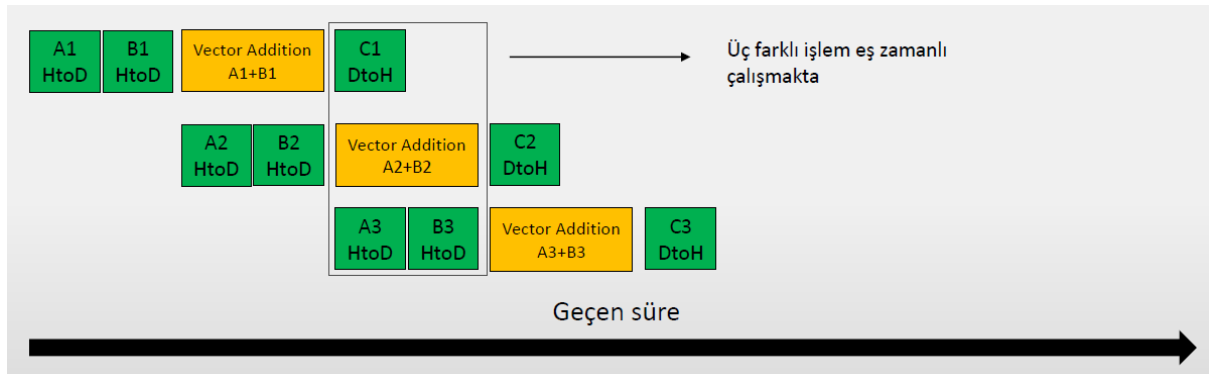 A1
HtoD
B1
HtoD
Vector Addition
A1+B1
C1
DtoH
Üç farklı işlem eş zamanlı
çalışmakta
A2
HtoD
B2
HtoD
Vector Addition
A2+B2
C2
DtoH
A3
HtoD
B3
HtoD
Vector Addition
A3+B3
C3
DtoH
Geçen süre